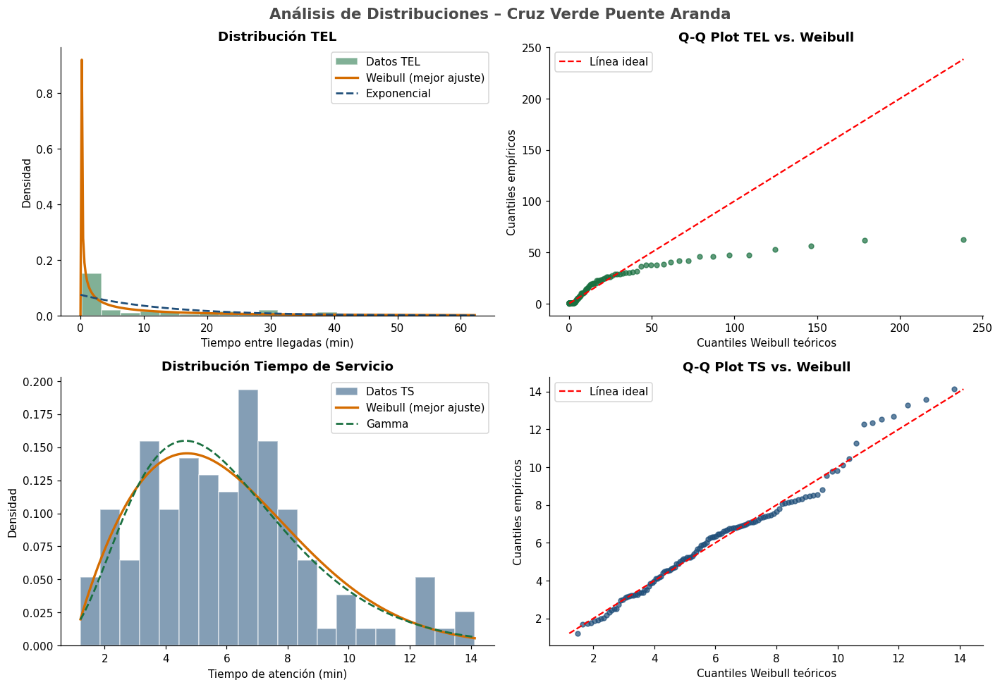 Análisis de Distribuciones – Cruz Verde Puente Aranda
Distribución TEL
Densidad
0.8
0.6
0.4
0.2
0.0
Datos TEL
Weibull (mejor ajuste)
Exponencial
0 10 20 30 40 50 60
Tiempo entre llegadas (min)
Q-Q Plot TEL vs. Weibull
Cuantiles empíricos
250
200
150
100
50
0
Línea ideal
0 50 100 150 200 250
Cuantiles Weibull teóricos
Distribución Tiempo de Servicio
Densidad
0.200
0.175
0.150
0.125
0.100
0.075
0.050
0.025
0.000
Datos TS
Weibull (mejor ajuste)
Gamma
2 4 6 8 10 12 14
Tiempo de atención (min)
Q-Q Plot TS vs. Weibull
Cuantiles empíricos
14
12
10
8
6
4
2
Línea ideal
2 4 6 8 10 12 14
Cuantiles Weibull teóricos